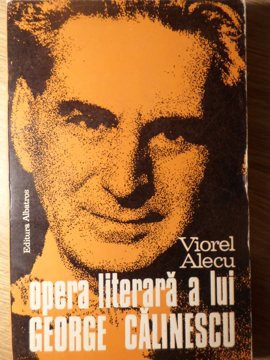 Editura Albatros
Viorel
Alecu
opera literară a lui
GEORGE CĂLINESCU